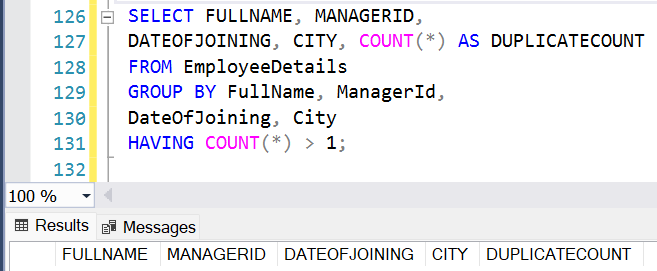 126 SELECT FULLNAME, MANAGERID,
127 DATEOFJOINING, CITY, COUNT(*) AS DUPLICATECOUNT
128 FROM EmployeeDetails
129 GROUP BY FullName, ManagerId,
130 DateOfJoining, City
131 HAVING COUNT(*) > 1;
132
100 %
Results Messages
FULLNAME MANAGERID DATEOFJOINING CITY DUPLICATECOUNT